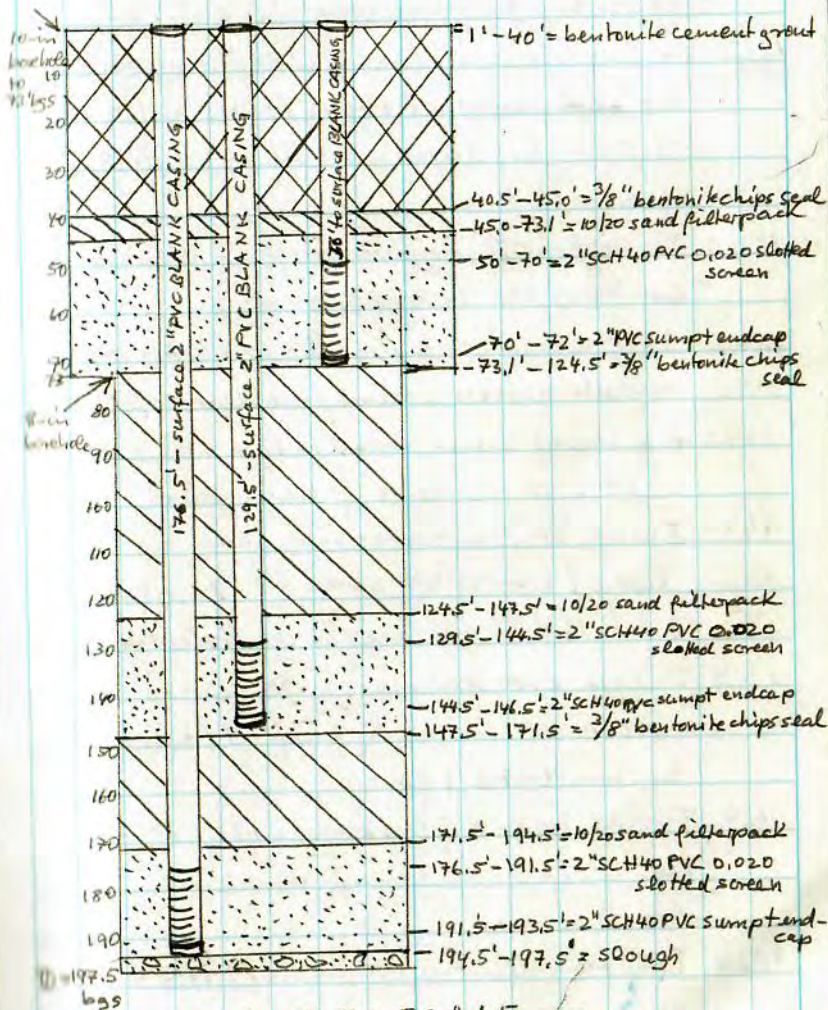 10-in
borehole
to
73'bgs
1'-40' = bentonite cement grout
10
20
30
40
50
60
70
73
80
90
100
110
120
130
140
150
160
170
180
190
197.5
bgs
176.5'-surface 2"PVC BLANK CASING
129.5'-surface 2" PVC BLANK CASING
surface BLANK CASING
40.5'-45.0' = 3/8" bentonite chips seal
45.0-73.1' = 10/20 sand filterpack
50'-70' = 2"SCH40 PVC 0.020 slotted
screen
70'-72' = 2"PVC sumpt endcap
73.1'-124.5' = 3/8" bentonite chips
seal
8-in
borehole
124.5'-147.5' = 10/20 sand filterpack
129.5'-144.5' = 2"SCH40 PVC 0.020
slotted screen
144.5'-146.5' = 2"SCH40 PVC sumpt endcap
147.5'-171.5' = 3/8" bentonite chips seal
171.5'-194.5' = 10/20 sand filterpack
176.5'-191.5' = 2"SCH40 PVC 0.020
slotted screen
191.5-193.5' = 2"SCH40 PVC sumpt end-
cap
194.5'-197.5' = slough